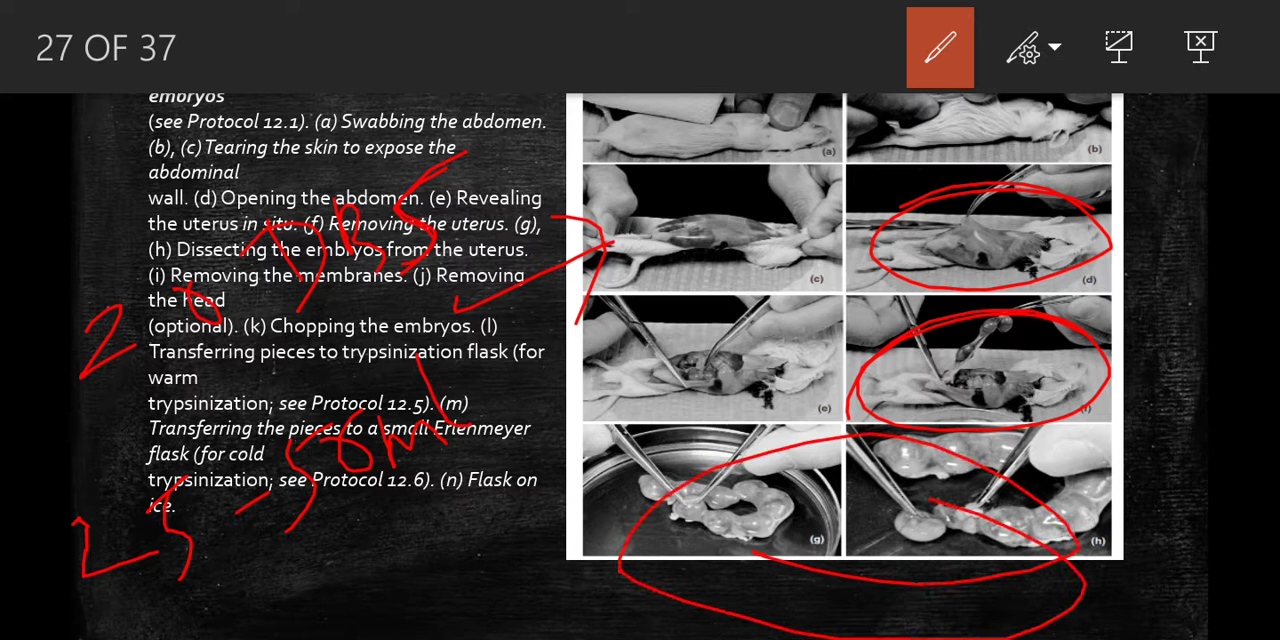 27 OF 37
embryos
(see Protocol 12.1). (a) Swabbing the abdomen.
(b), (c) Tearing the skin to expose the
abdominal
wall. (d) Opening the abdomen. (e) Revealing
the uterus in situ. (f) Removing the uterus. (g),
(h) Dissecting the embryos from the uterus.
(i) Removing the membranes. (j) Removing
the head
(optional). (k) Chopping the embryos. (l)
Transferring pieces to trypsinization flask (for
warm
trypsinization; see Protocol 12.5). (m)
Transferring the pieces to a small Erlenmeyer
flask (for cold
trypsinization; see Protocol 12.6). (n) Flask on
ice.
(a)
(b)
(c)
(d)
(e)
(g)
(h)
25 - 50mL